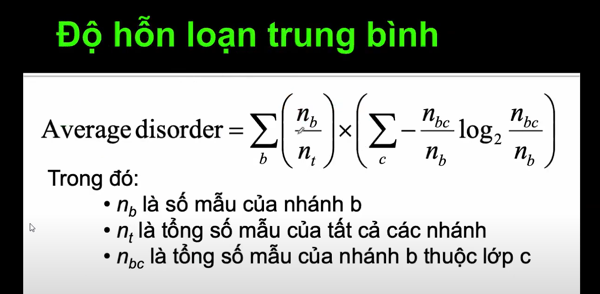 Độ hỗn loạn trung bình
Average disorder = ∑_b (n_b / n_t) × (∑_c − n_bc / n_b log₂ n_bc / n_b)
Trong đó:
• n_b là số mẫu của nhánh b
• n_t là tổng số mẫu của tất cả các nhánh
• n_bc là tổng số mẫu của nhánh b thuộc lớp c